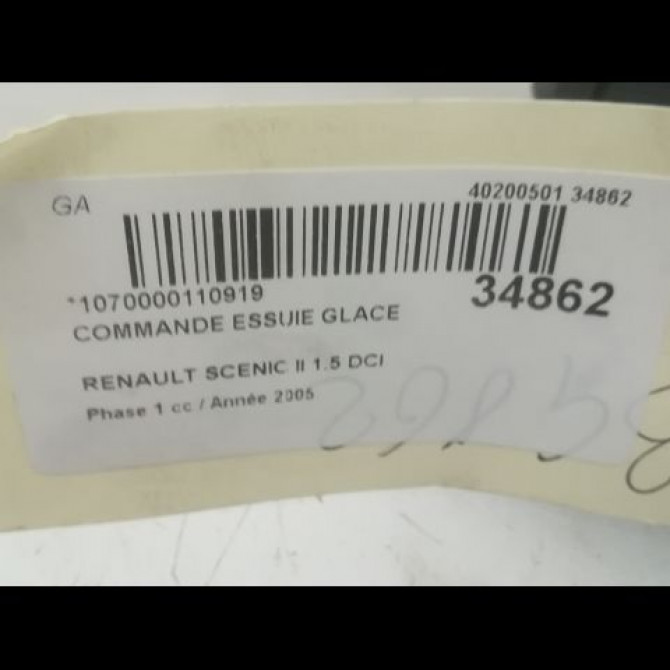 GA
40200501 34862
*1070000110919
34862
COMMANDE ESSUIE GLACE
RENAULT SCENIC II 1.5 DCI
Phase 1 cc / Année 2005